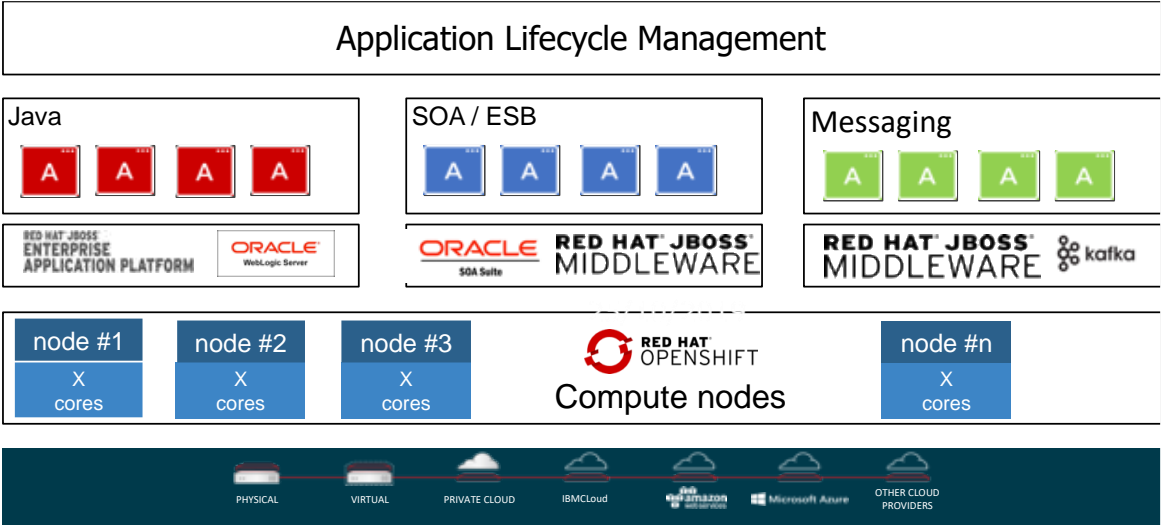 Application Lifecycle Management
Java
A A A A
RED HAT JBOSS
ENTERPRISE
APPLICATION PLATFORM
ORACLE
WebLogic Server
SOA / ESB
A A A A
ORACLE
SOA Suite
RED HAT JBOSS
MIDDLEWARE
Messaging
A A A A
RED HAT JBOSS
MIDDLEWARE
kafka
node #1
X
cores
node #2
X
cores
node #3
X
cores
RED HAT
OPENSHIFT
Compute nodes
node #n
X
cores
PHYSICAL
VIRTUAL
PRIVATE CLOUD
IBMCLoud
amazon
webservices
Microsoft Azure
OTHER CLOUD
PROVIDERS